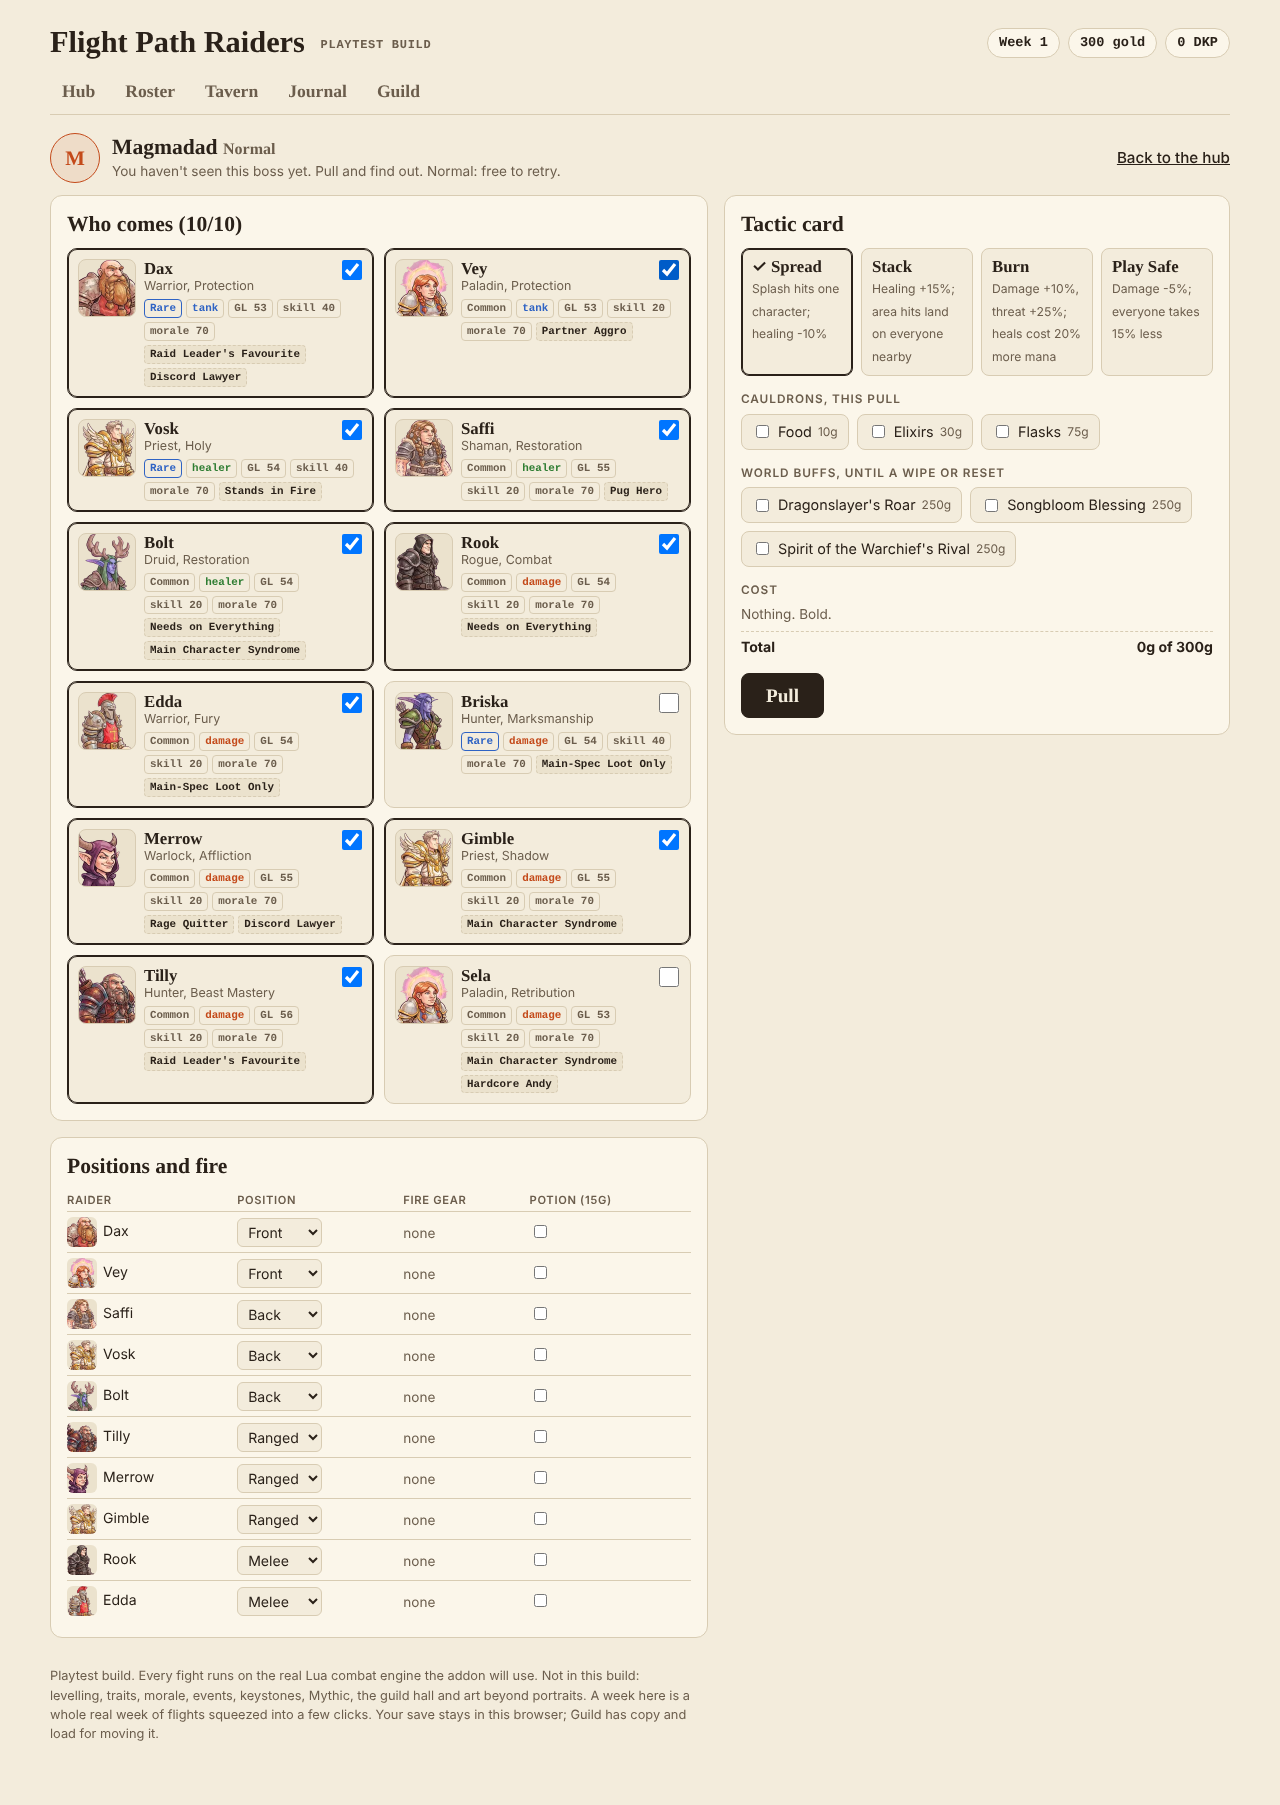 Flight Path Raiders PLAYTEST BUILD
Week 1 300 gold 0 DKP
Hub Roster Tavern Journal Guild
M
Magmadad Normal
You haven't seen this boss yet. Pull and find out. Normal: free to retry.
Back to the hub
Who comes (10/10)
Dax
Warrior, Protection
Rare tank GL 53 skill 40
morale 70
Raid Leader's Favourite
Discord Lawyer
Vey
Paladin, Protection
Common tank GL 53 skill 20
morale 70 Partner Aggro
Vosk
Priest, Holy
Rare healer GL 54 skill 40
morale 70 Stands in Fire
Saffi
Shaman, Restoration
Common healer GL 55
skill 20 morale 70 Pug Hero
Bolt
Druid, Restoration
Common healer GL 54
skill 20 morale 70
Needs on Everything
Main Character Syndrome
Rook
Rogue, Combat
Common damage GL 54
skill 20 morale 70
Needs on Everything
Edda
Warrior, Fury
Common damage GL 54
skill 20 morale 70
Main-Spec Loot Only
Briska
Hunter, Marksmanship
Rare damage GL 54 skill 40
morale 70 Main-Spec Loot Only
Merrow
Warlock, Affliction
Common damage GL 55
skill 20 morale 70
Rage Quitter Discord Lawyer
Gimble
Priest, Shadow
Common damage GL 55
skill 20 morale 70
Main Character Syndrome
Tilly
Hunter, Beast Mastery
Common damage GL 56
skill 20 morale 70
Raid Leader's Favourite
Sela
Paladin, Retribution
Common damage GL 53
skill 20 morale 70
Main Character Syndrome
Hardcore Andy
Tactic card
✓ Spread
Splash hits one
character;
healing -10%
Stack
Healing +15%;
area hits land
on everyone
nearby
Burn
Damage +10%,
threat +25%;
heals cost 20%
more mana
Play Safe
Damage -5%;
everyone takes
15% less
CAULDRONS, THIS PULL
Food 10g Elixirs 30g Flasks 75g
WORLD BUFFS, UNTIL A WIPE OR RESET
Dragonslayer's Roar 250g Songbloom Blessing 250g
Spirit of the Warchief's Rival 250g
COST
Nothing. Bold.
Total 0g of 300g
Pull
Positions and fire
RAIDER POSITION FIRE GEAR POTION (15G)
Dax Front none
Vey Front none
Saffi Back none
Vosk Back none
Bolt Back none
Tilly Ranged none
Merrow Ranged none
Gimble Ranged none
Rook Melee none
Edda Melee none
Playtest build. Every fight runs on the real Lua combat engine the addon will use. Not in this build:
levelling, traits, morale, events, keystones, Mythic, the guild hall and art beyond portraits. A week here is a
whole real week of flights squeezed into a few clicks. Your save stays in this browser; Guild has copy and
load for moving it.